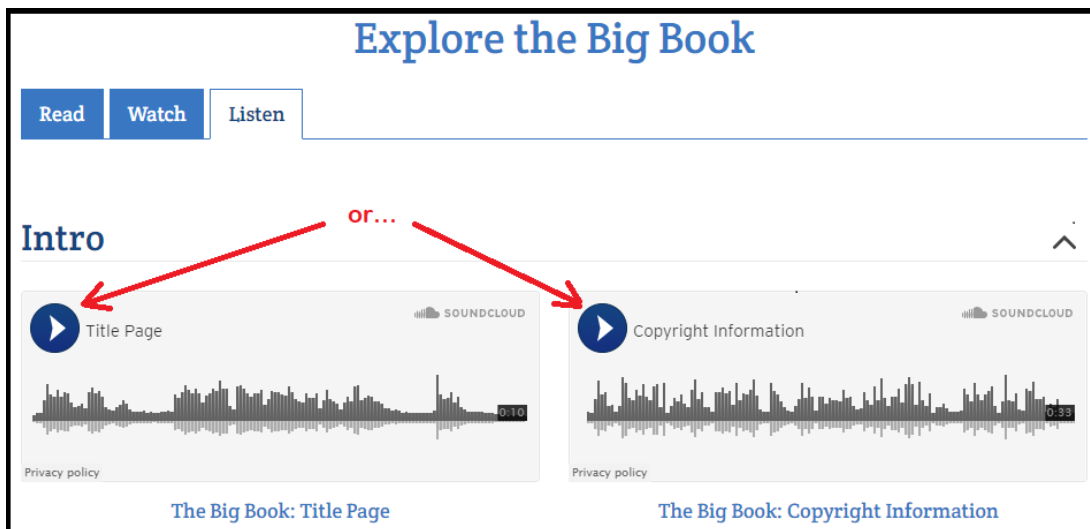 Explore the Big Book
Read Watch Listen
or...
Intro
Title Page SOUNDCLOUD
0:10
Privacy policy
The Big Book: Title Page
Copyright Information SOUNDCLOUD
0:33
Privacy policy
The Big Book: Copyright Information